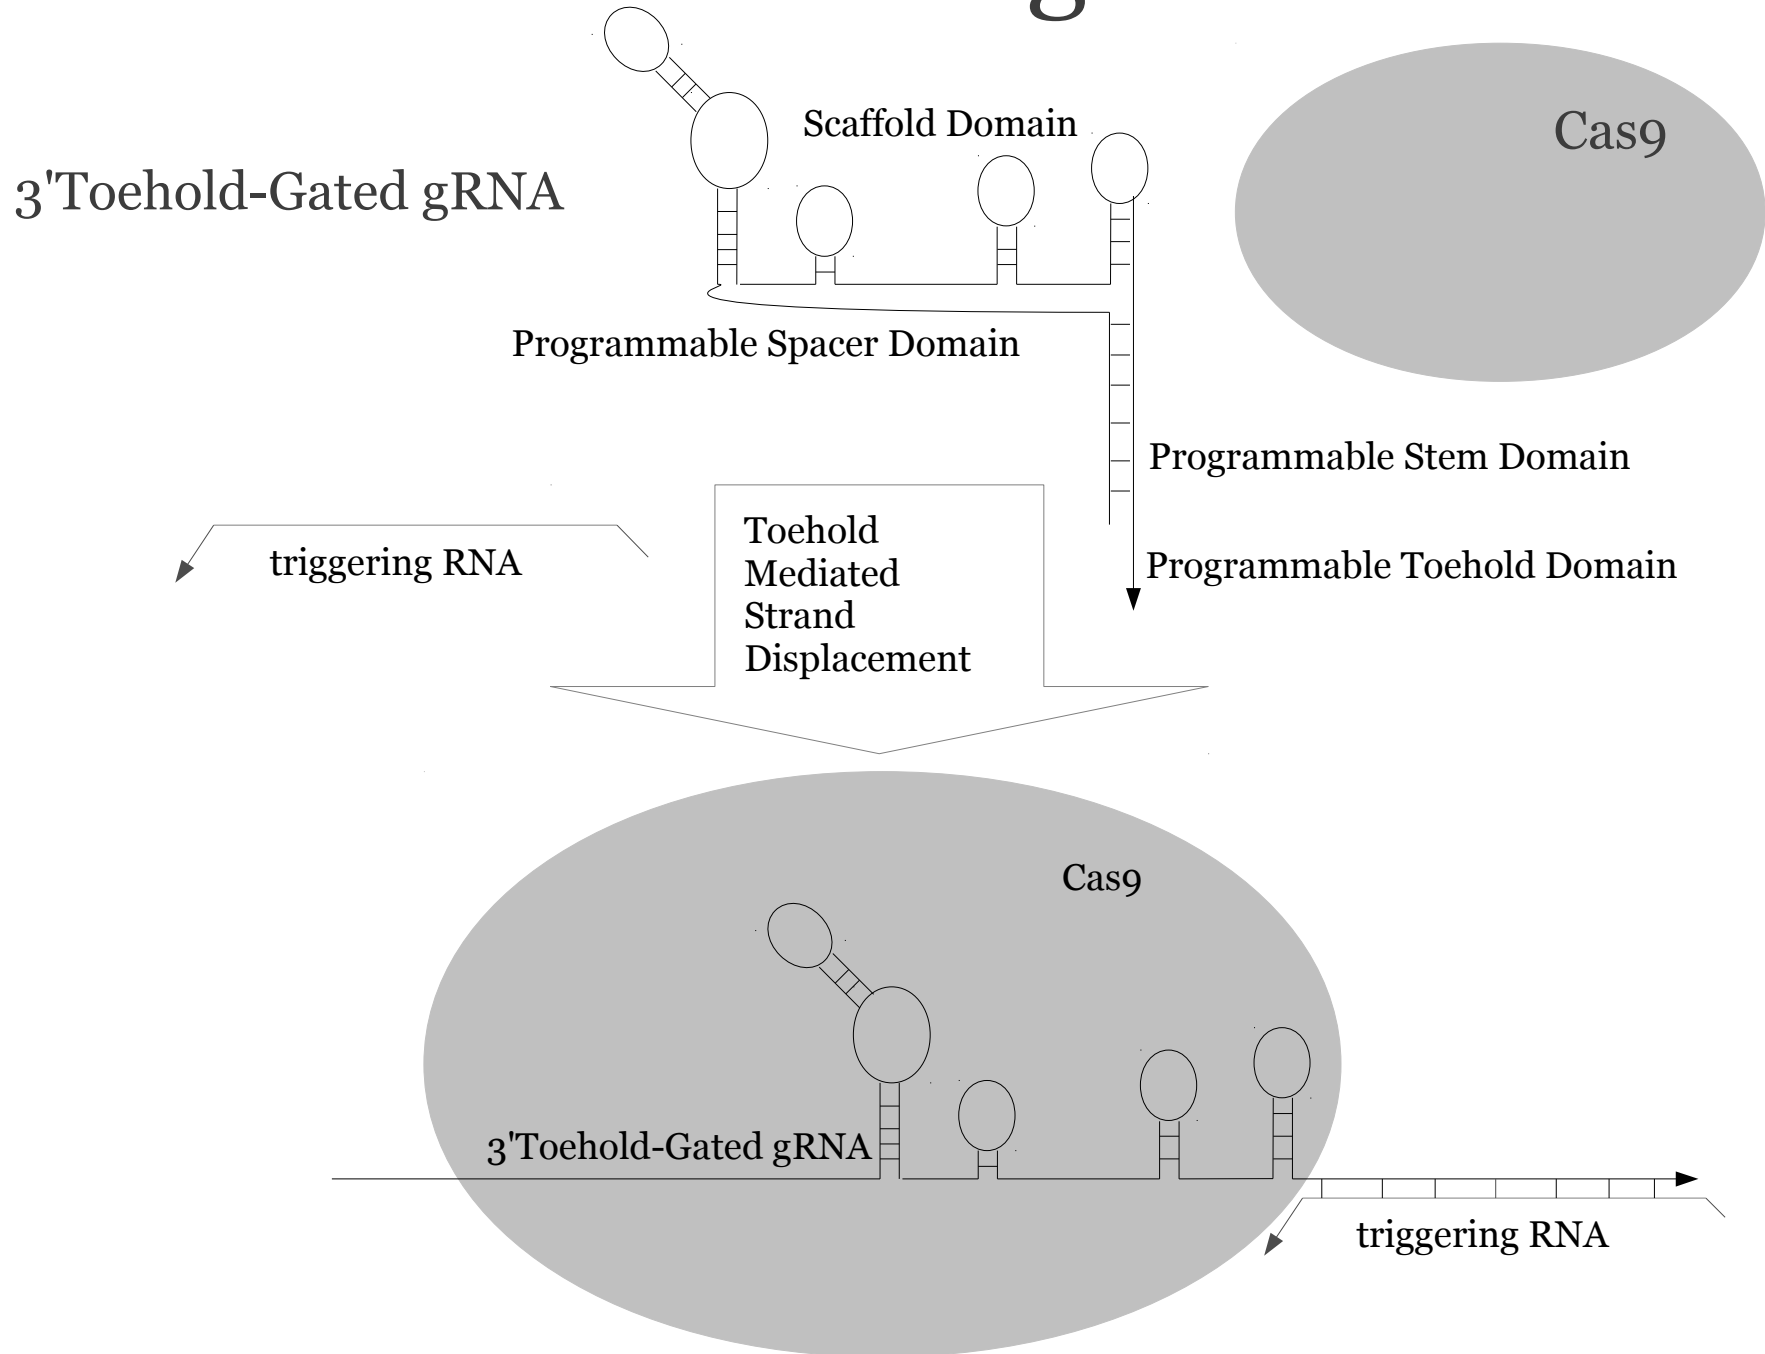 Scaffold Domain
Cas9
3'Toehold-Gated gRNA
Programmable Spacer Domain
Programmable Stem Domain
Toehold
Mediated
Strand
Displacement
triggering RNA
Programmable Toehold Domain
Cas9
3'Toehold-Gated gRNA
triggering RNA